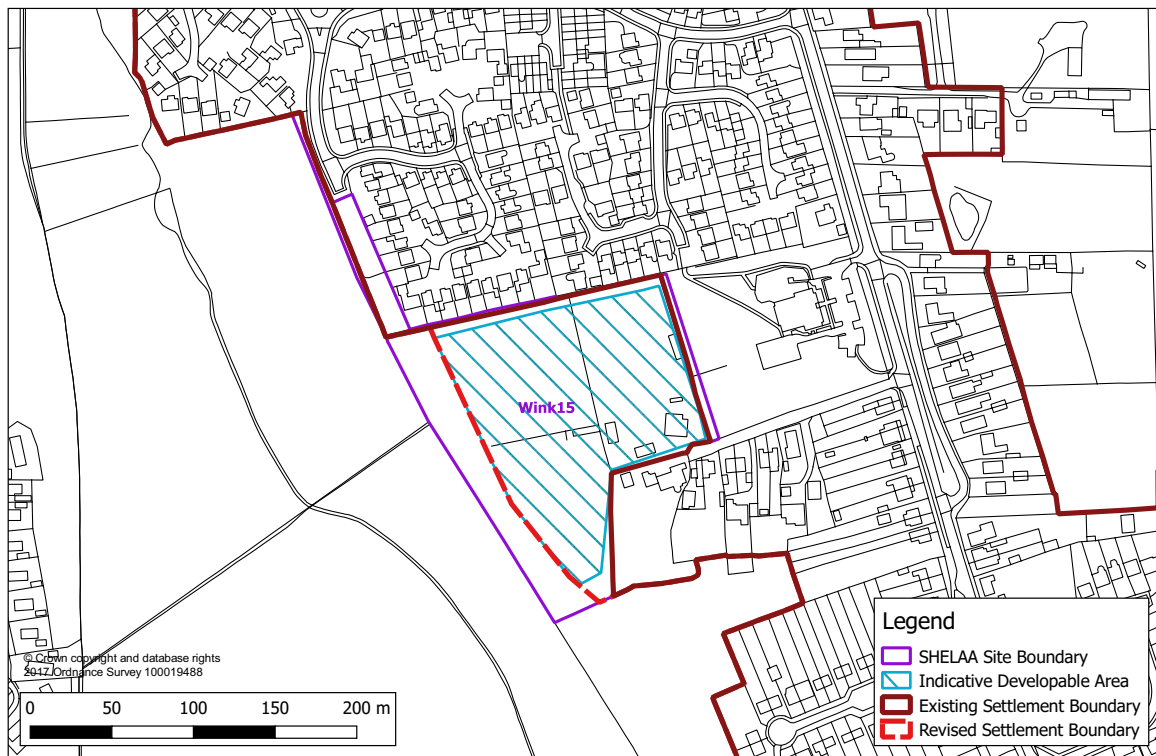 Wink15
© Crown copyright and database rights
2017 Ordnance Survey 100019488
0 50 100 150 200 m
Legend
SHELAA Site Boundary
Indicative Developable Area
Existing Settlement Boundary
Revised Settlement Boundary